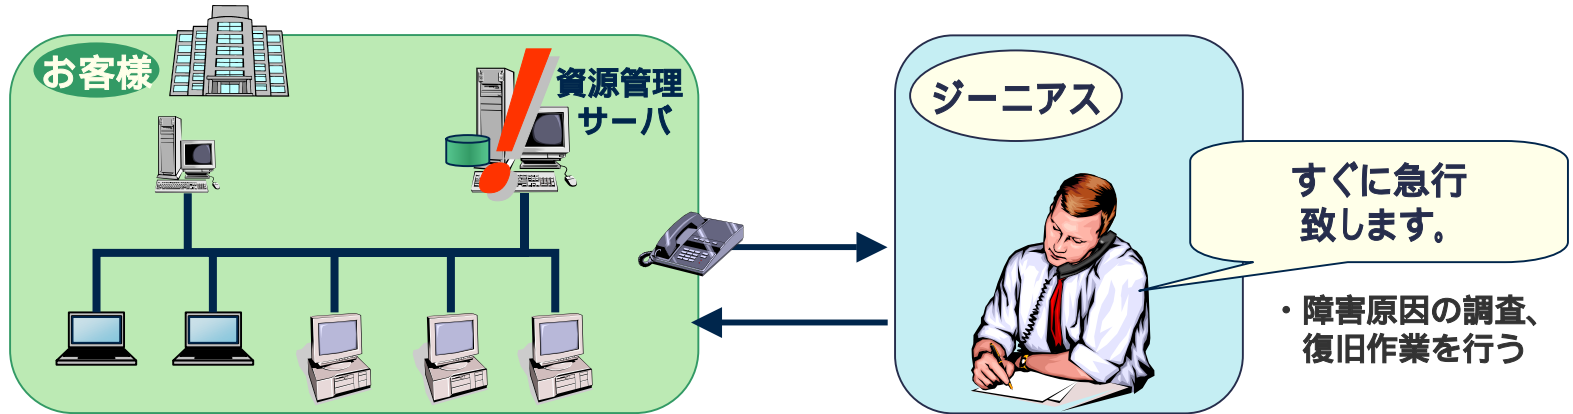 お客様
資源管理
サーバ
ジーニアス
すぐに急行
致します。
・障害原因の調査、
復旧作業を行う